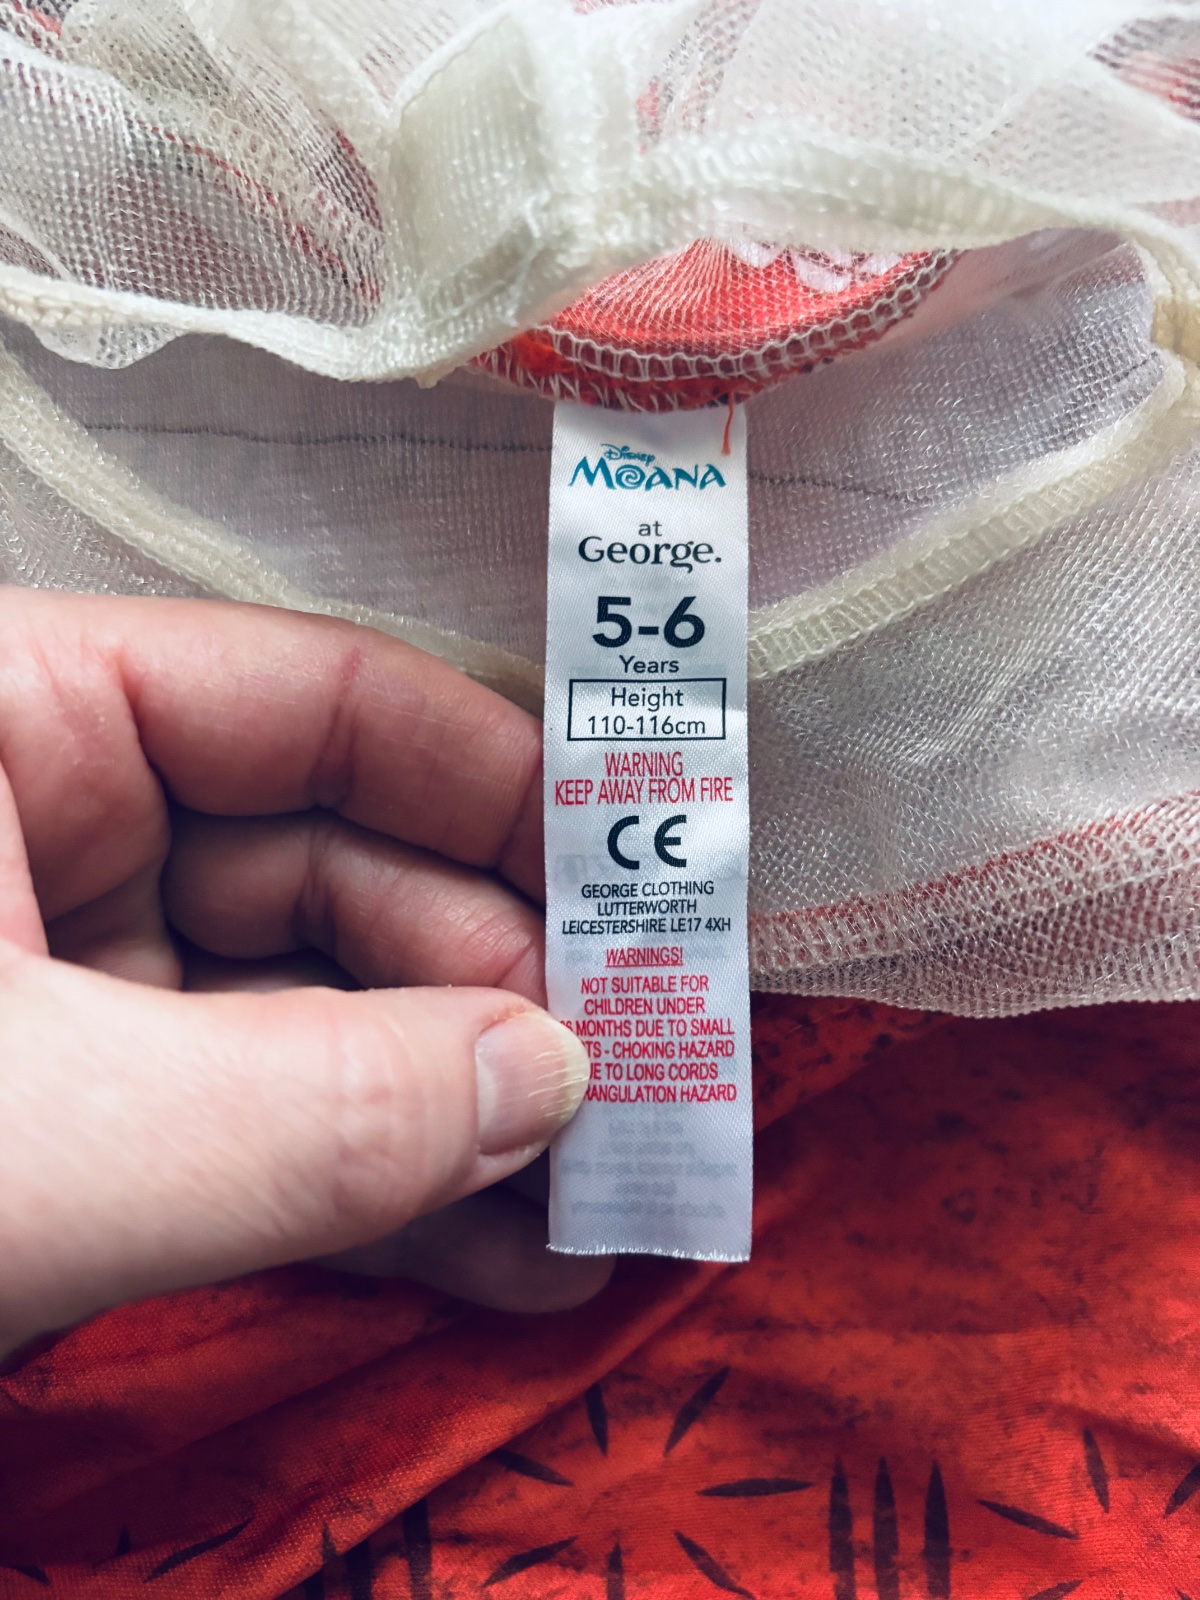 Disney
MOANA
at
George.
5-6
Years
Height
110-116cm
WARNING
KEEP AWAY FROM FIRE
CE
GEORGE CLOTHING
LUTTERWORTH
LEICESTERSHIRE LE17 4XH
WARNINGS!
NOT SUITABLE FOR
CHILDREN UNDER
MONTHS DUE TO SMALL
- CHOKING HAZARD
TO LONG CORDS
HAZARD